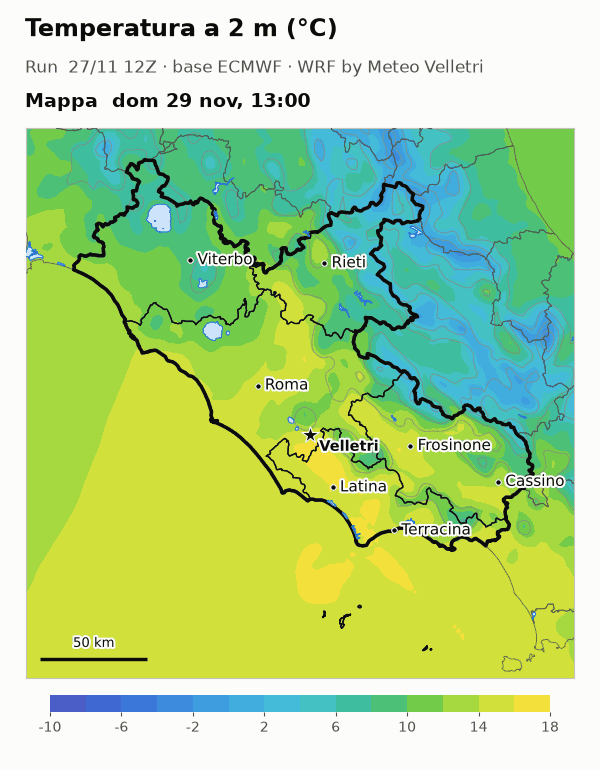 Temperatura a 2 m (°C)
Run  27/11 12Z · base ECMWF · WRF by Meteo Velletri
Mappa  dom 29 nov, 13:00
Viterbo
Rieti
Roma
Velletri
Frosinone
Latina
Cassino
Terracina
50 km
-10 -6 -2 2 6 10 14 18